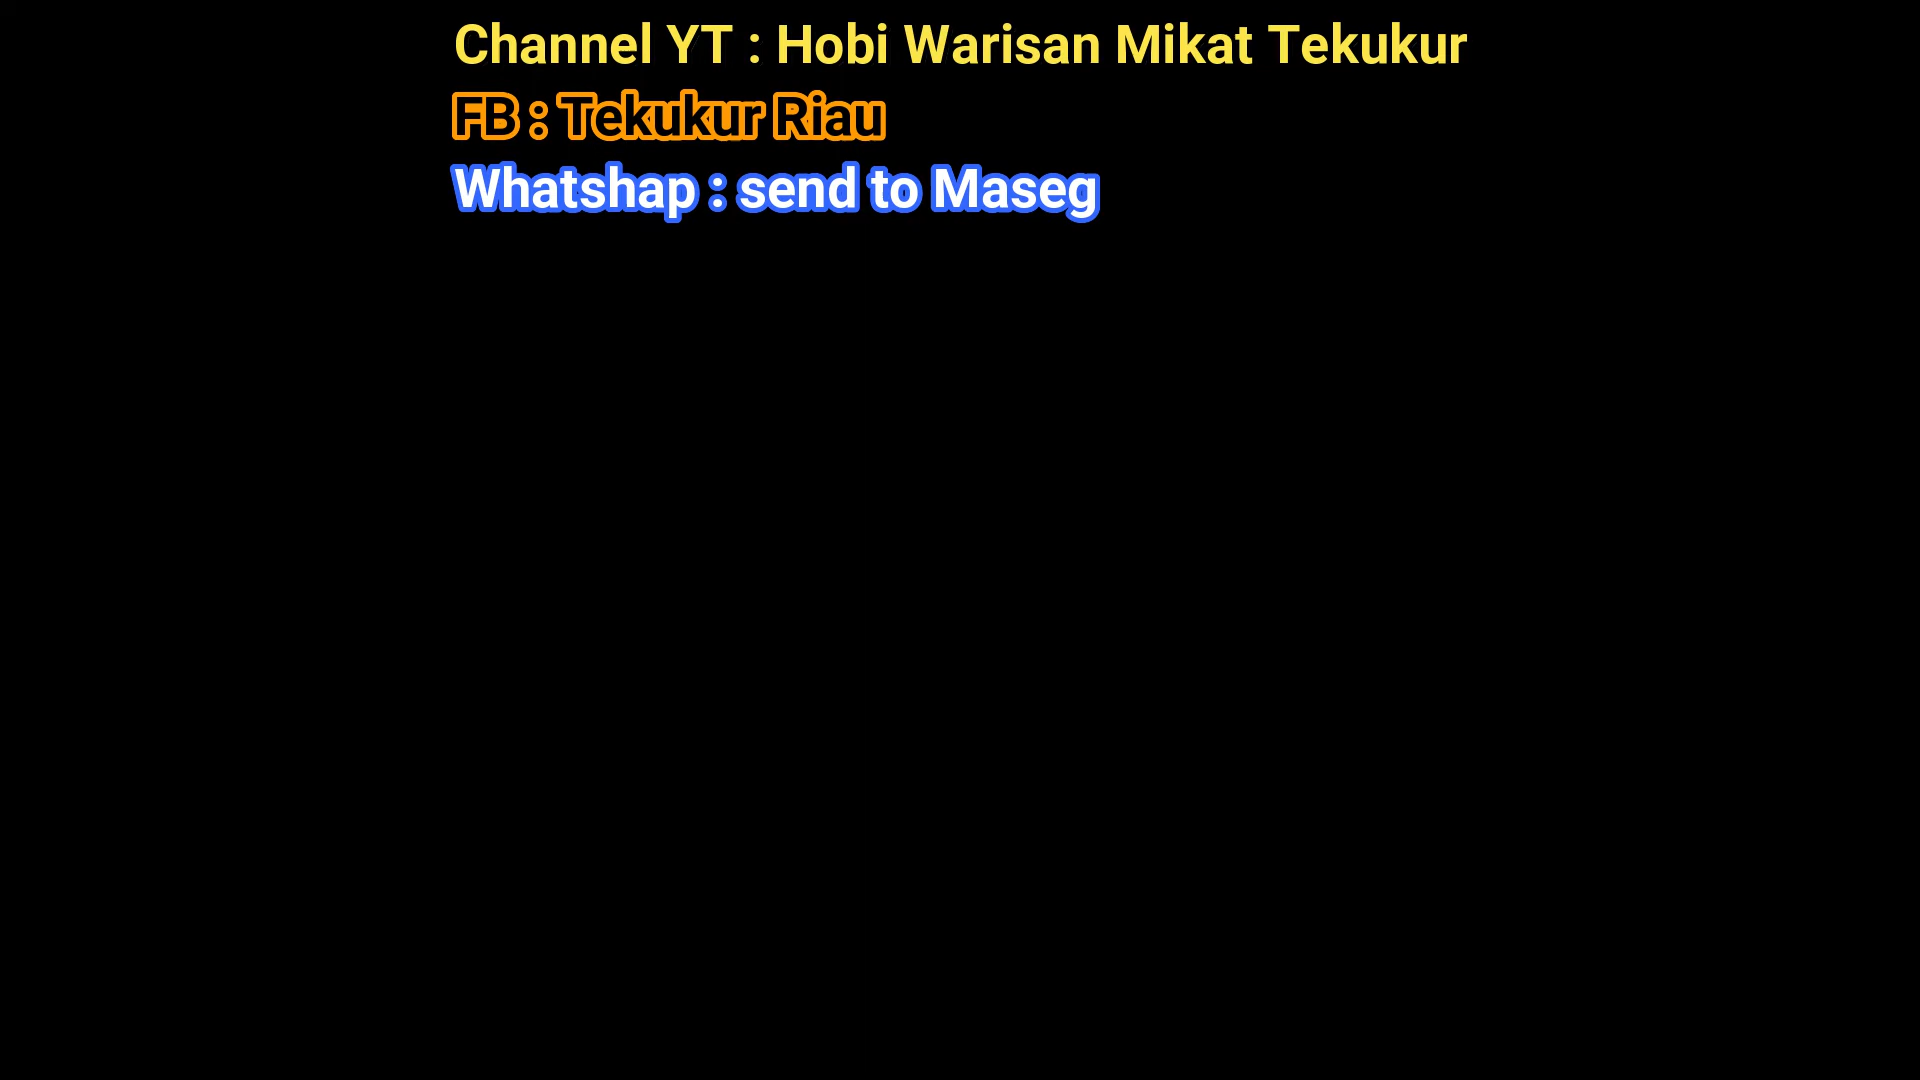 Channel YT : Hobi Warisan Mikat Tekukur
FB : Tekukur Riau
Whatshap : send to Maseg